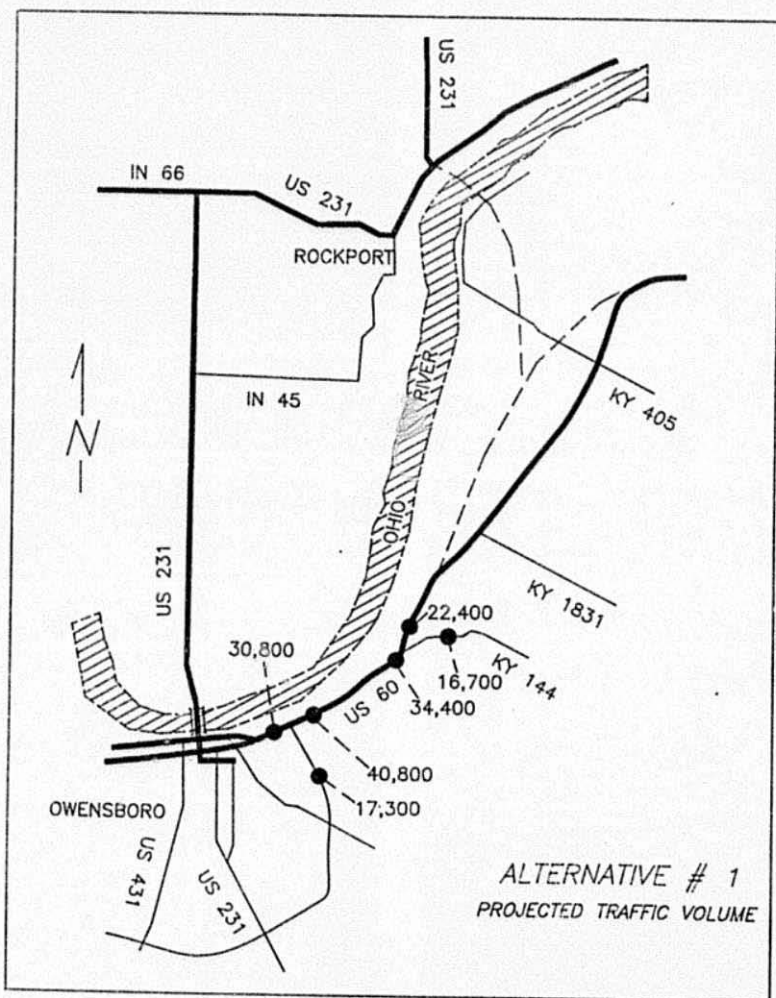 US 231
IN 66
US 231
ROCKPORT
RIVER
KY 405
IN 45
N
OHIO
US 231
KY 1831
22,400
30,800
KY 144
16,700
US 60
34,400
40,800
17,300
OWENSBORO
US 431
US 231
ALTERNATIVE # 1
PROJECTED TRAFFIC VOLUME